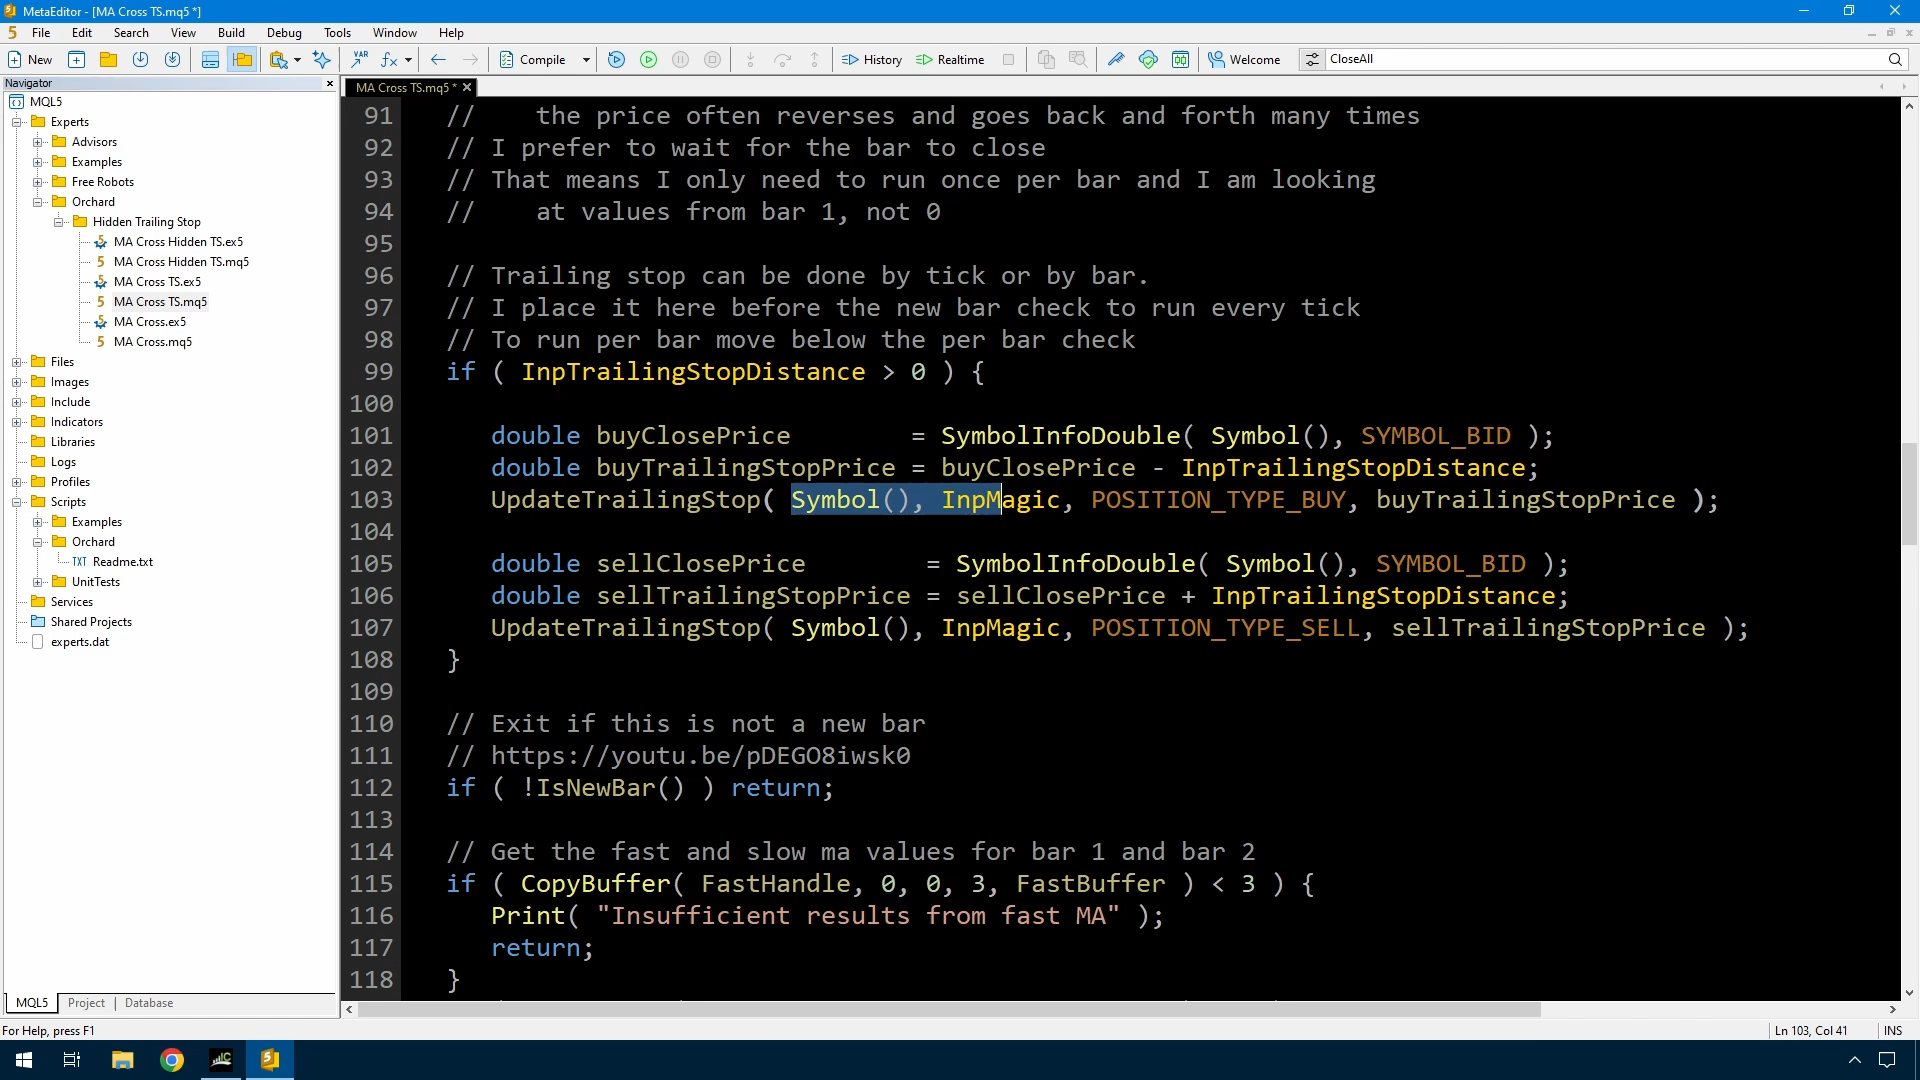 MetaEditor - [MA Cross TS.mq5 *]
5 File Edit Search View Build Debug Tools Window Help
New VAR fx Compile History Realtime Welcome CloseAll
Navigator
MA Cross TS.mq5 *
MQL5
Experts
Advisors
Examples
Free Robots
Orchard
Hidden Trailing Stop
MA Cross Hidden TS.ex5
5 MA Cross Hidden TS.mq5
MA Cross TS.ex5
5 MA Cross TS.mq5
MA Cross.ex5
5 MA Cross.mq5
Files
Images
Include
Indicators
Libraries
Logs
Profiles
Scripts
Examples
Orchard
TXT Readme.txt
UnitTests
Services
Shared Projects
experts.dat
MQL5 Project | Database
91 //    the price often reverses and goes back and forth many times
92 // I prefer to wait for the bar to close
93 // That means I only need to run once per bar and I am looking
94 //    at values from bar 1, not 0
95
96 // Trailing stop can be done by tick or by bar.
97 // I place it here before the new bar check to run every tick
98 // To run per bar move below the per bar check
99 if ( InpTrailingStopDistance > 0 ) {
100
101 double buyClosePrice = SymbolInfoDouble( Symbol(), SYMBOL_BID );
102 double buyTrailingStopPrice = buyClosePrice - InpTrailingStopDistance;
103 UpdateTrailingStop( Symbol(), InpMagic, POSITION_TYPE_BUY, buyTrailingStopPrice );
104
105 double sellClosePrice = SymbolInfoDouble( Symbol(), SYMBOL_BID );
106 double sellTrailingStopPrice = sellClosePrice + InpTrailingStopDistance;
107 UpdateTrailingStop( Symbol(), InpMagic, POSITION_TYPE_SELL, sellTrailingStopPrice );
108 }
109
110 // Exit if this is not a new bar
111 // https://youtu.be/pDEGO8iwsk0
112 if ( !IsNewBar() ) return;
113
114 // Get the fast and slow ma values for bar 1 and bar 2
115 if ( CopyBuffer( FastHandle, 0, 0, 3, FastBuffer ) < 3 ) {
116 Print( "Insufficient results from fast MA" );
117 return;
118 }
For Help, press F1 Ln 103, Col 41 INS